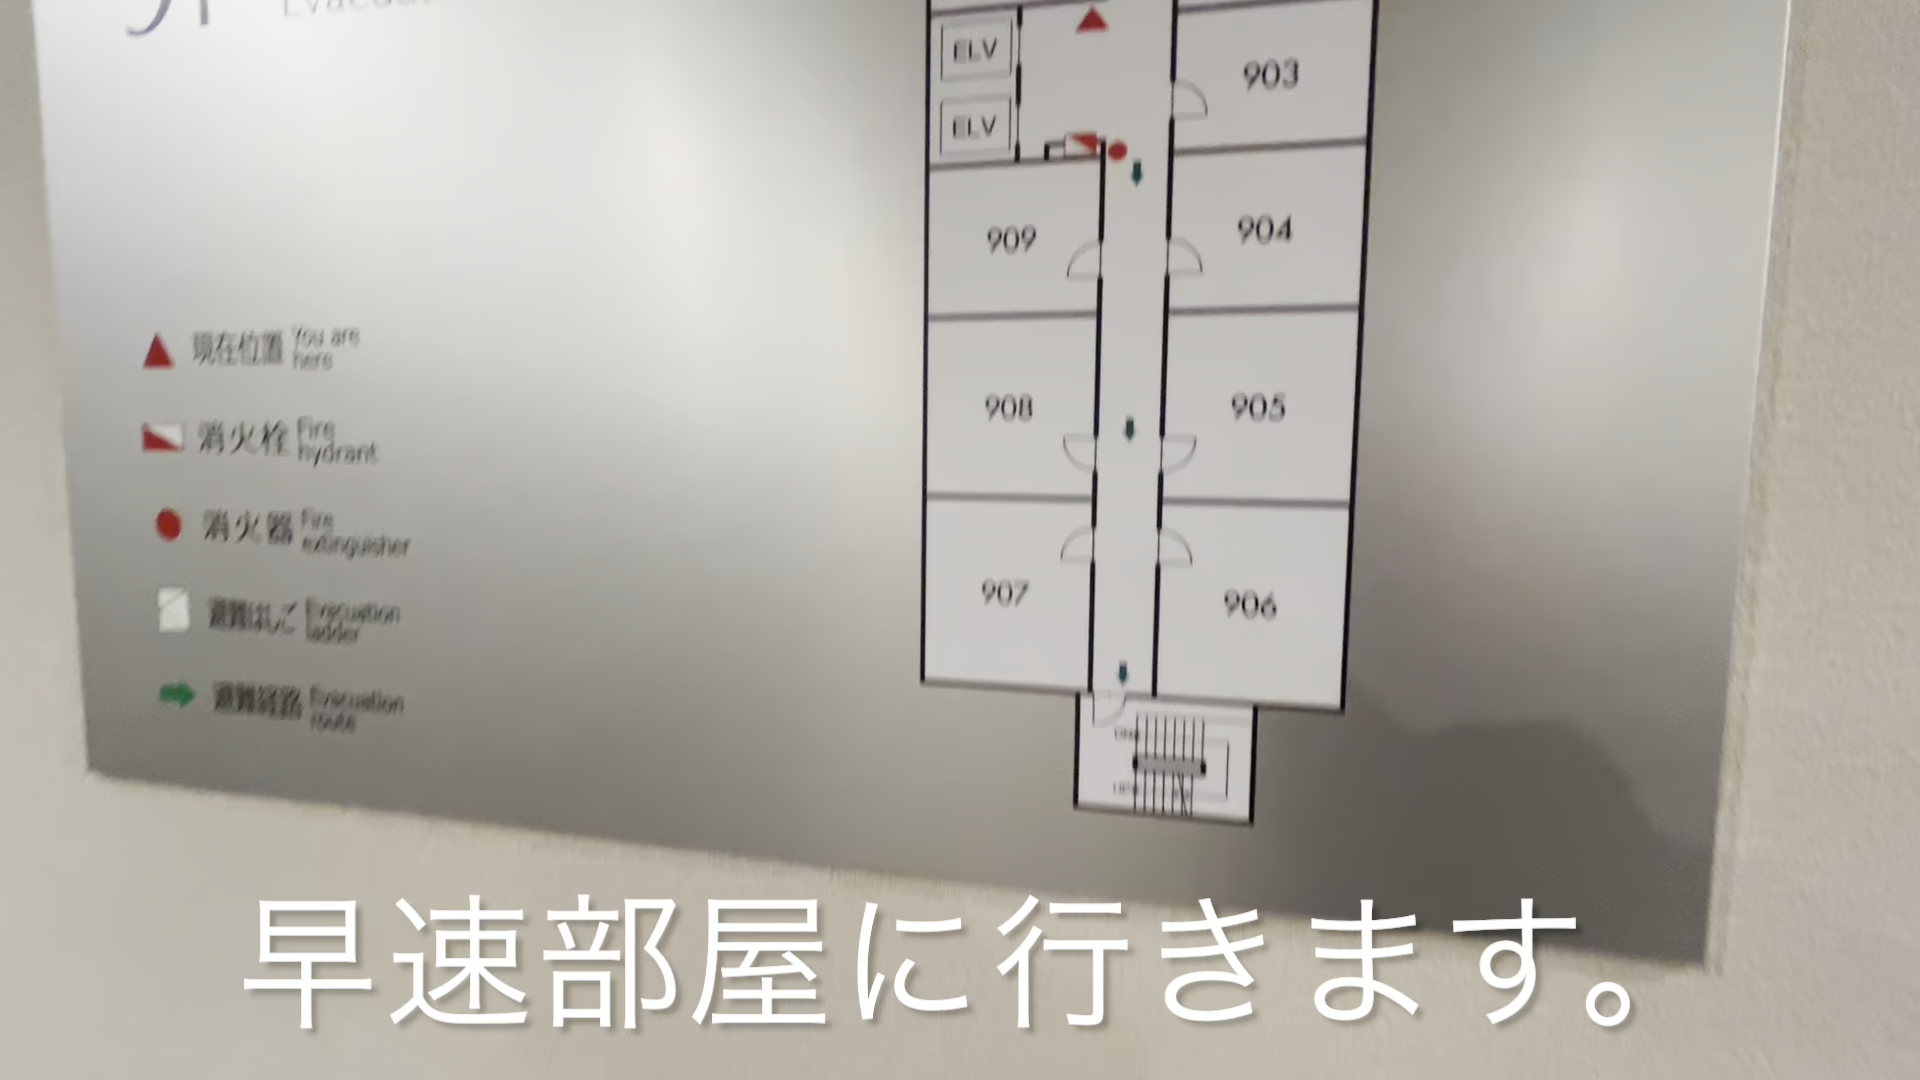 ELV
ELV
903
909
904
908
905
907
906
現在位置 You are here
消火栓 Fire hydrant
消火器 Fire extinguisher
避難はしご Evacuation ladder
避難経路 Evacuation route
早速部屋に行きます。